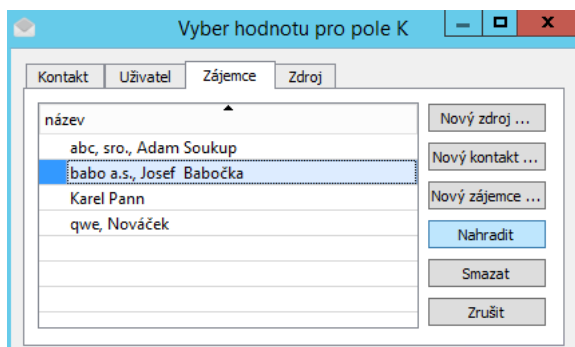 Vyber hodnotu pro pole K
Kontakt Uživatel Zájemce Zdroj
název
abc, sro., Adam Soukup
babo a.s., Josef Babočka
Karel Pann
qwe, Nováček
Nový zdroj ...
Nový kontakt ...
Nový zájemce ...
Nahradit
Smazat
Zrušit